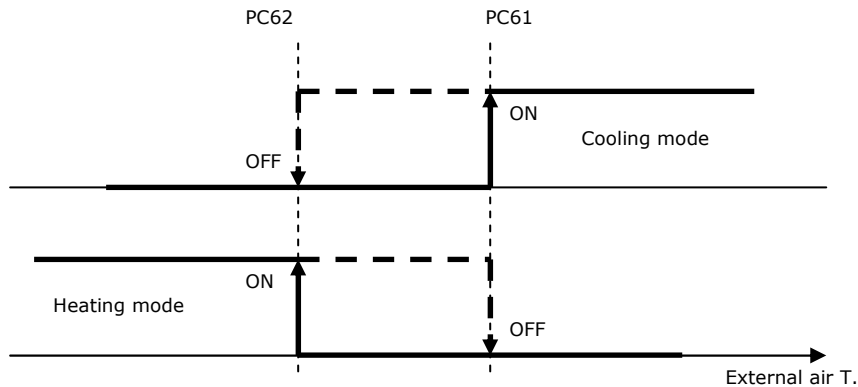 PC62 PC61
ON
Cooling mode
OFF
ON
Heating mode
OFF
External air T.